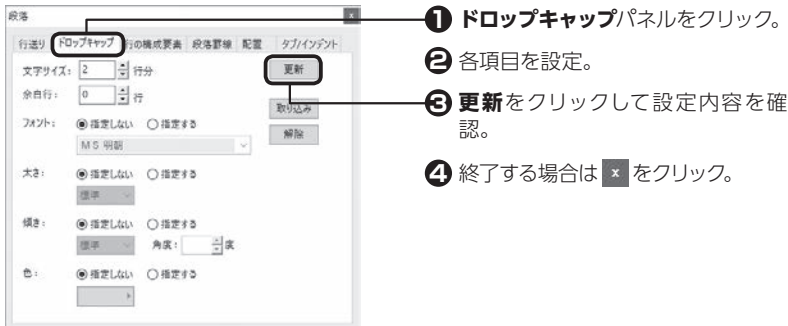 段落
x
行送り ドロップキャップ 行の構成要素 段落罫線 配置 タブ/インデント
文字サイズ: 2 行分
余白行: 0 行
フォント: 指定しない 指定する
MS 明朝
太さ: 指定しない 指定する
標準
傾き: 指定しない 指定する
標準 角度: 度
色: 指定しない 指定する
更新
取り込み
解除
❶ ドロップキャップパネルをクリック。
❷ 各項目を設定。
❸ 更新をクリックして設定内容を確
認。
❹ 終了する場合は x をクリック。